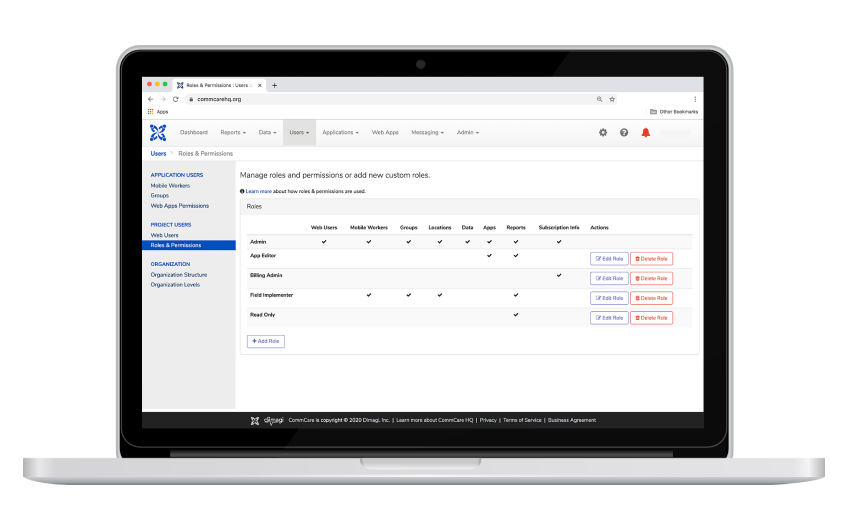 Roles & Permissions : Users :
commcarehq.org
Apps
Other Bookmarks
Dashboard Reports Data Users Applications Web Apps Messaging Admin
Users > Roles & Permissions
APPLICATION USERS
Mobile Workers
Groups
Web Apps Permissions
PROJECT USERS
Web Users
Roles & Permissions
ORGANIZATION
Organization Structure
Organization Levels
Manage roles and permissions or add new custom roles.
Learn more about how roles & permissions are used.
Roles
Web Users Mobile Workers Groups Locations Data Apps Reports Subscription Info Actions
Admin ✔ ✔ ✔ ✔ ✔ ✔ ✔ ✔
App Editor ✔ ✔ Edit Role Delete Role
Billing Admin ✔ Edit Role Delete Role
Field Implementer ✔ ✔ ✔ ✔ Edit Role Delete Role
Read Only ✔ Edit Role Delete Role
+ Add Role
dimagi CommCare is copyright © 2020 Dimagi, Inc. | Learn more about CommCare HQ | Privacy | Terms of Service | Business Agreement